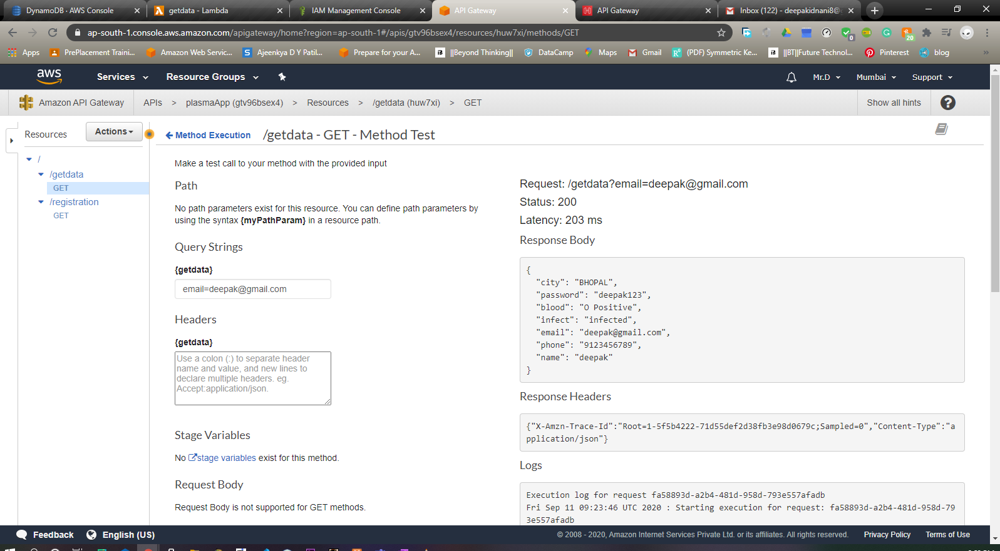 DynamoDB · AWS Console
getdata - Lambda
IAM Management Console
API Gateway
API Gateway
Inbox (122) - deepakidnani8@
ap-south-1.console.aws.amazon.com/apigateway/home?region=ap-south-1#/apis/gtv96bsex4/resources/huw7xi/methods/GET
0
20
Apps
PrePlacement Traini...
Amazon Web Servic...
Ajeenkya D Y Patil...
Prepare for your A...
||Beyond Thinking||
DataCamp
Maps
Gmail
(PDF) Symmetric Ke...
||BT||Future Technol...
Pinterest
blog
»
aws
Services
Resource Groups
Mr.D
Mumbai
Support
Amazon API Gateway
APIs > plasmaApp (gtv96bsex4) > Resources > /getdata (huw7xi) > GET
Show all hints
?
Resources
Actions
Method Execution
/getdata - GET - Method Test
/
/getdata
GET
/registration
GET
Make a test call to your method with the provided input
Path
No path parameters exist for this resource. You can define path parameters by
using the syntax {myPathParam} in a resource path.
Query Strings
{getdata}
email=deepak@gmail.com
Headers
{getdata}
Use a colon (:) to separate header
name and value, and new lines to
declare multiple headers. eg.
Accept:application/json.
Stage Variables
No stage variables exist for this method.
Request Body
Request Body is not supported for GET methods.
Request: /getdata?email=deepak@gmail.com
Status: 200
Latency: 203 ms
Response Body
{
"city": "BHOPAL",
"password": "deepak123",
"blood": "O Positive",
"infect": "infected",
"email": "deepak@gmail.com",
"phone": "9123456789",
"name": "deepak"
}
Response Headers
{"X-Amzn-Trace-Id":"Root=1-5f5b4222-71d55def2d38fb3e98d0679c;Sampled=0","Content-Type":"a
pplication/json"}
Logs
Execution log for request fa58893d-a2b4-481d-958d-793e557afadb
Fri Sep 11 09:23:46 UTC 2020 : Starting execution for request: fa58893d-a2b4-481d-958d-79
3e557afadb
Feedback
English (US)
© 2008 - 2020, Amazon Internet Services Private Ltd. or its affiliates. All rights reserved.
Privacy Policy
Terms of Use